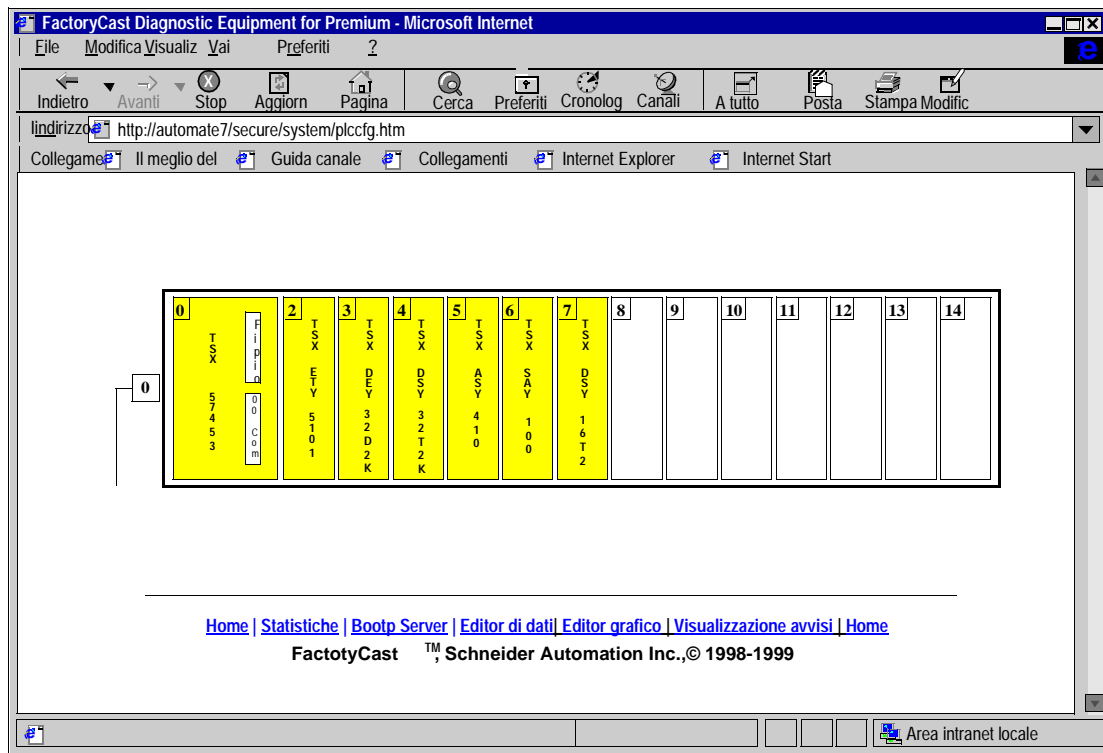 FactoryCast Diagnostic Equipment for Premium - Microsoft Internet
File Modifica Visualiz Vai Preferiti ?
Indietro Avanti Stop Aggiorn Pagina Cerca Preferiti Cronolog Canali A tutto Posta Stampa Modific
Iindirizzo http://automate7/secure/system/plccfg.htm
Collegame Il meglio del Guida canale Collegamenti Internet Explorer Internet Start
0
0 TSX 57453 Fipio 00 Com
2 TSX ETY 5101
3 TSX DEY 32D2K
4 TSX DSY 32T2K
5 TSX ASY 410
6 TSX SAY 100
7 TSX DSY 16T2
8
9
10
11
12
13
14
Home | Statistiche | Bootp Server | Editor di dati| Editor grafico | Visualizzazione avvisi | Home
FactotyCast TM, Schneider Automation Inc.,© 1998-1999
Area intranet locale